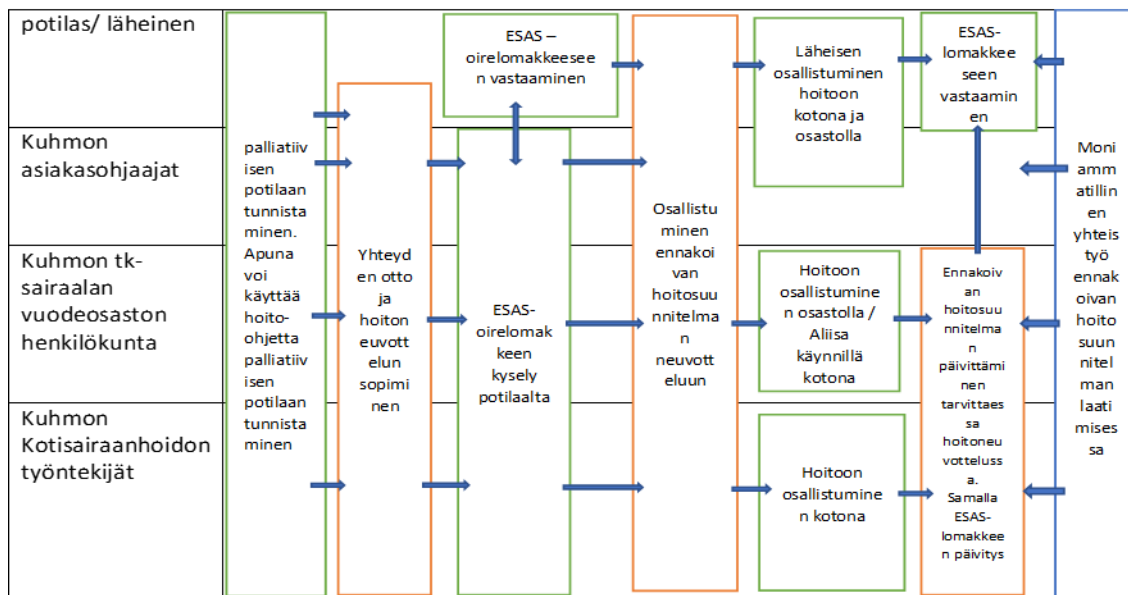 potilas/ läheinen
Kuhmon
asiakasohjaajat
Kuhmon tk-
sairaalan
vuodeosaston
henkilökunta
Kuhmon
Kotisairaanhoidon
työntekijät
palliatiiv
isen
potilaan
tunnista
minen.
Apuna
voi
käyttää
hoito-
ohjetta
palliatiiv
isen
potilaan
tunnista
minen
Yhteyd
en otto
ja
hoiton
euvott
elun
sopimi
nen
ESAS –
oirelomakkeesee
n vastaaminen
ESAS-
oirelomak
keen
kysely
potilaalta
Osallistu
minen
ennakoi
van
hoitosuu
nnitelma
n
neuvott
eluun
Läheisen
osallistuminen
hoitoon
kotona ja
osastolla
Hoitoon
osallistumine
n osastolla /
Aliisa
käynnillä
kotona
Hoitoon
osallistumine
n kotona
ESAS-
lomakkee
seen
vastaamin
en
Ennakoiv
an
hoitosuu
nnitelma
n
päivittämi
nen
tarvittae
ssa
hoitoneu
vottelus
sa.
Samalla
ESAS-
lomakkee
n päivitys
Moni
amm
atillin
en
yhteis
työ
ennak
oivan
hoito
suun
nitel
man
laati
mises
sa